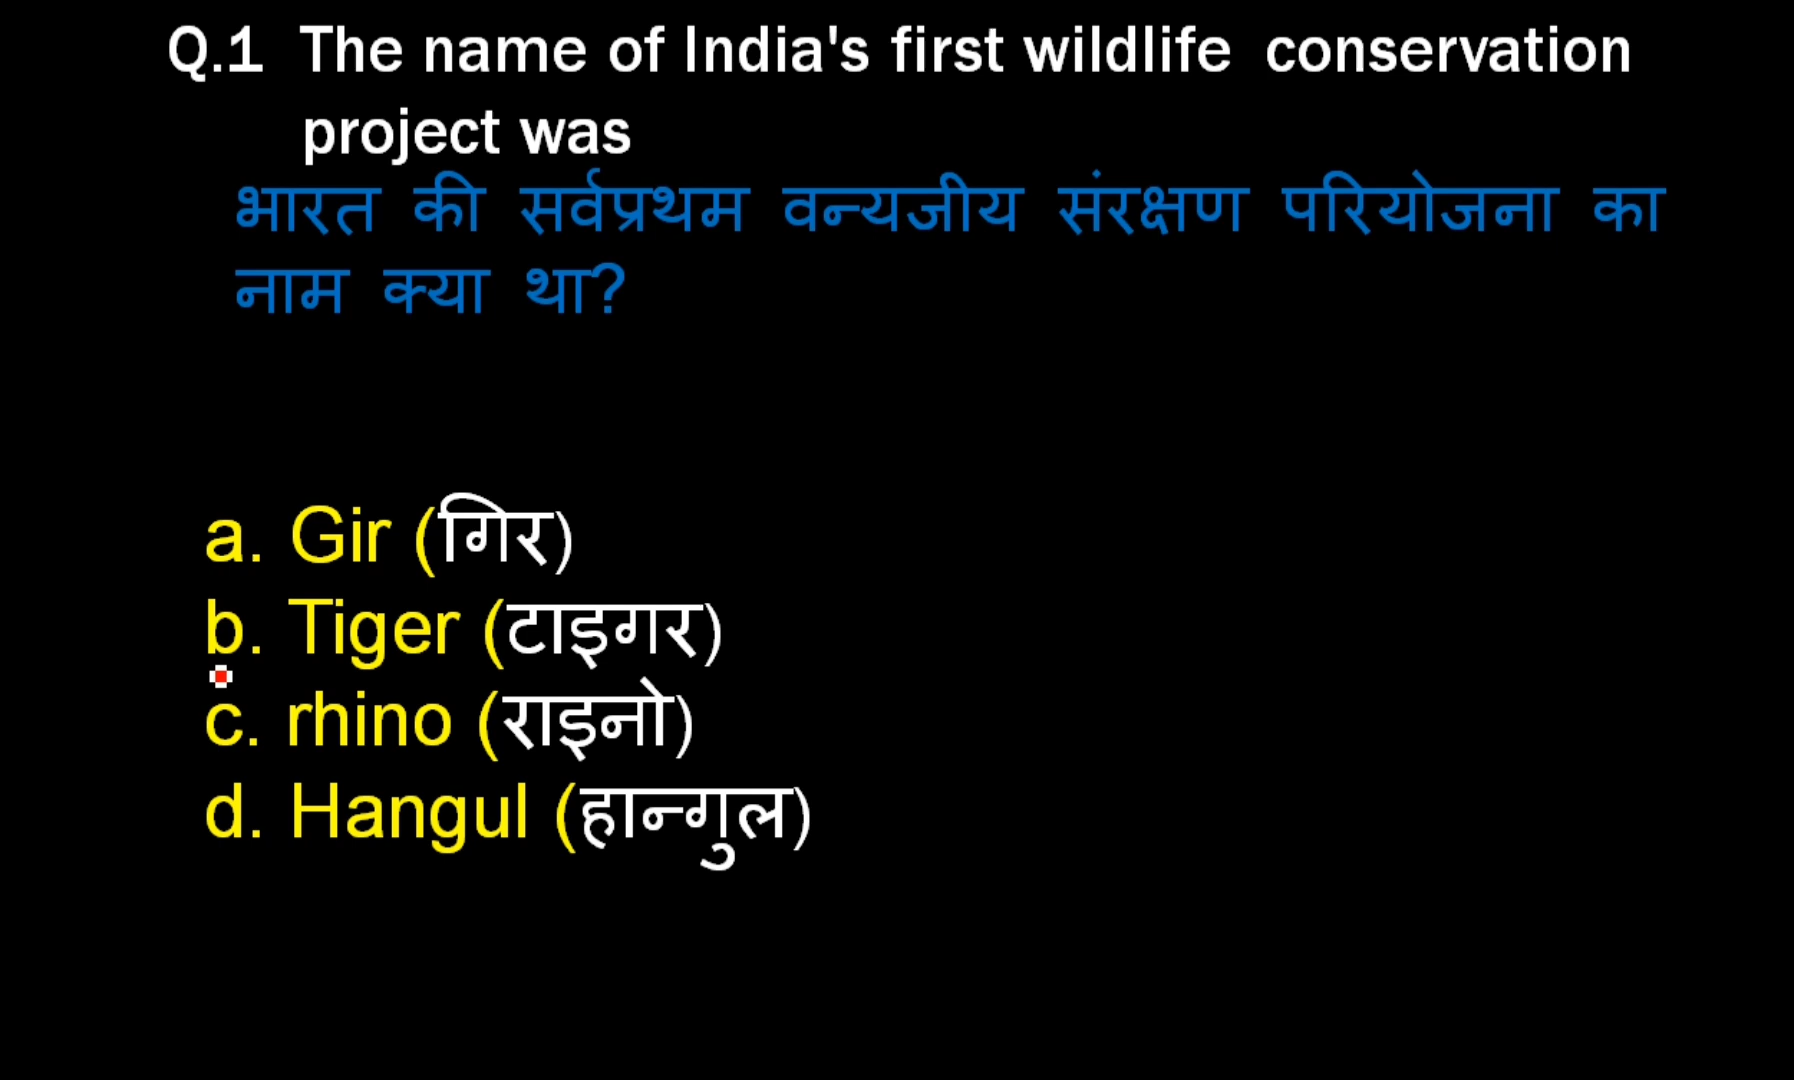 Q.1 The name of India's first wildlife conservation
project was
भारत की सर्वप्रथम वन्यजीय संरक्षण परियोजना का
नाम क्या था?
a. Gir (गिर)
b. Tiger (टाइगर)
c. rhino (राइनो)
d. Hangul (हान्गुल)